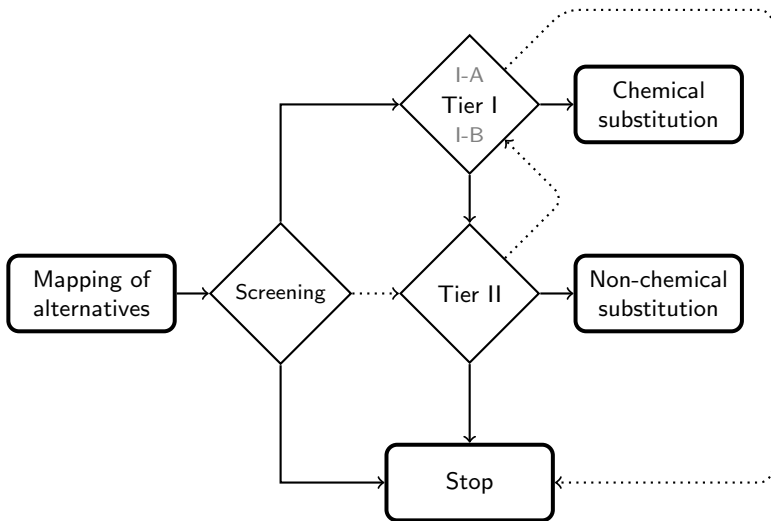 I-A
Tier I
I-B
Chemical
substitution
Mapping of
alternatives
Screening
Tier II
Non-chemical
substitution
Stop